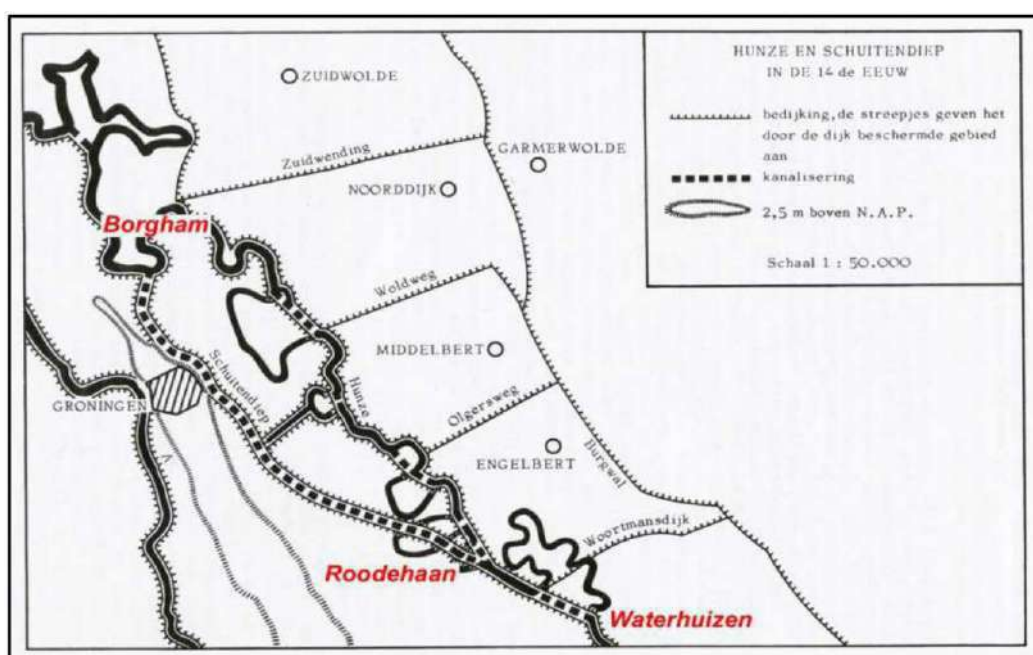 HUNZE EN SCHUITENDIEP
IN DE 14 de EEUW
bedijking, de streepjes geven het
door de dijk beschermde gebied
aan
kanalisering
2,5 m boven N.A.P.
Schaal 1 : 50.000
ZUIDWOLDE
Zuidwending
GARMERWOLDE
NOORDDIJK
Borgham
Woldweg
MIDDELBERT
Schuitendiep
Hunze
GRONINGEN
Olgersweg
A
ENGELBERT
Burgwal
Woortmansdijk
Roodehaan
Waterhuizen